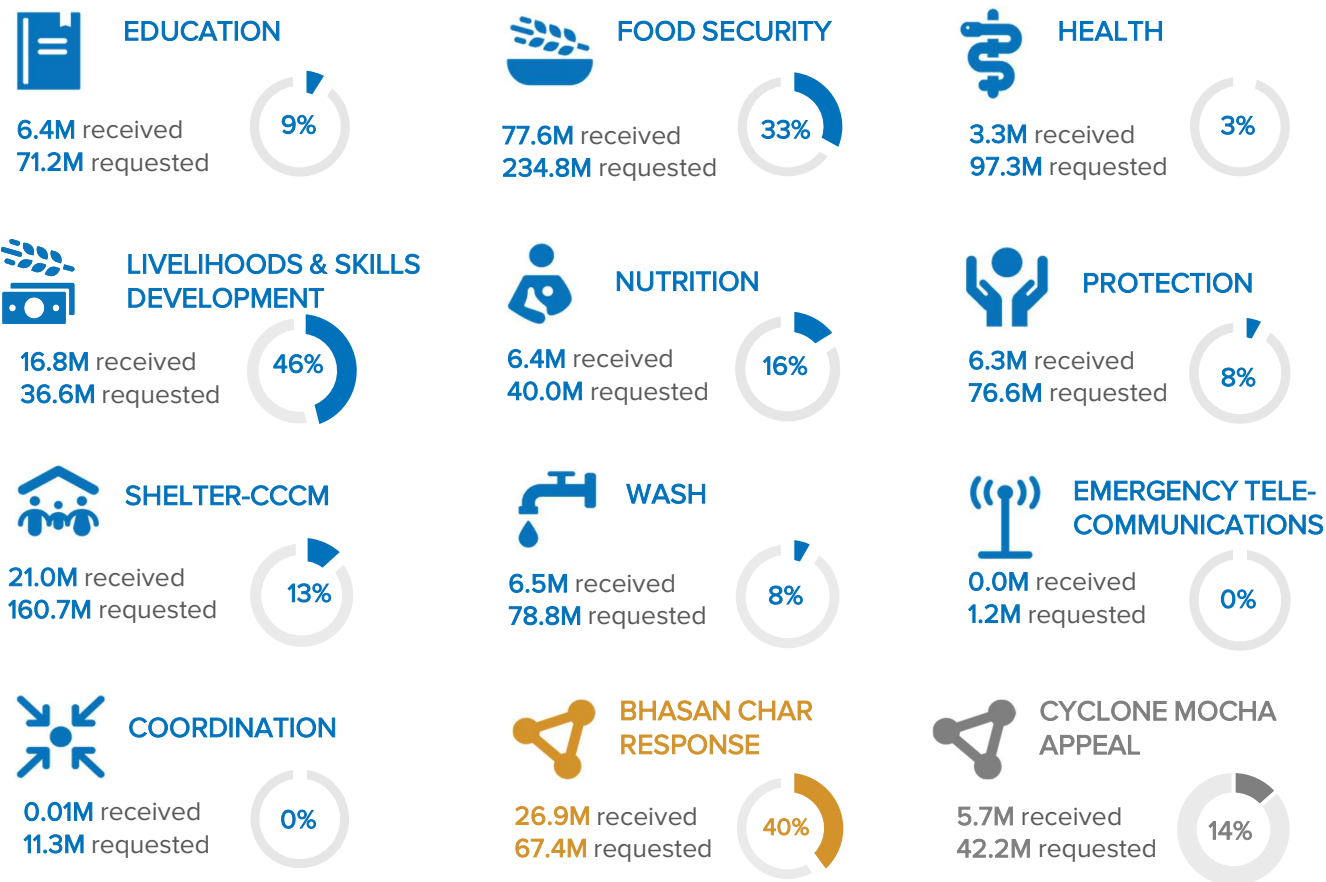 EDUCATION
6.4M received
71.2M requested
9%
FOOD SECURITY
77.6M received
234.8M requested
33%
HEALTH
3.3M received
97.3M requested
3%
LIVELIHOODS & SKILLS
DEVELOPMENT
16.8M received
36.6M requested
46%
NUTRITION
6.4M received
40.0M requested
16%
PROTECTION
6.3M received
76.6M requested
8%
SHELTER-CCCM
21.0M received
160.7M requested
13%
WASH
6.5M received
78.8M requested
8%
EMERGENCY TELE-
COMMUNICATIONS
0.0M received
1.2M requested
0%
COORDINATION
0.01M received
11.3M requested
0%
BHASAN CHAR
RESPONSE
26.9M received
67.4M requested
40%
CYCLONE MOCHA
APPEAL
5.7M received
42.2M requested
14%